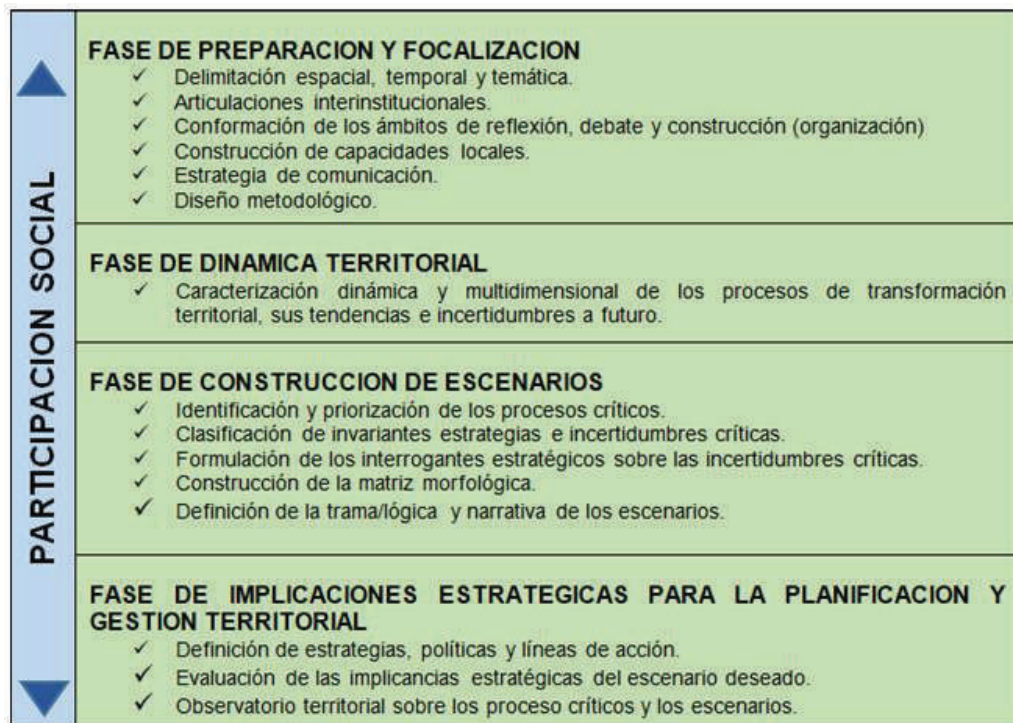 PARTICIPACION SOCIAL
FASE DE PREPARACION Y FOCALIZACION
✓ Delimitación espacial, temporal y temática.
✓ Articulaciones interinstitucionales.
✓ Conformación de los ámbitos de reflexión, debate y construcción (organización)
✓ Construcción de capacidades locales.
✓ Estrategia de comunicación.
✓ Diseño metodológico.
FASE DE DINAMICA TERRITORIAL
✓ Caracterización dinámica y multidimensional de los procesos de transformación
territorial, sus tendencias e incertidumbres a futuro.
FASE DE CONSTRUCCION DE ESCENARIOS
✓ Identificación y priorización de los procesos críticos.
✓ Clasificación de invariantes estrategias e incertidumbres críticas.
✓ Formulación de los interrogantes estratégicos sobre las incertidumbres críticas.
✓ Construcción de la matriz morfológica.
✓ Definición de la trama/lógica y narrativa de los escenarios.
FASE DE IMPLICACIONES ESTRATEGICAS PARA LA PLANIFICACION Y
GESTION TERRITORIAL
✓ Definición de estrategias, políticas y líneas de acción.
✓ Evaluación de las implicancias estratégicas del escenario deseado.
✓ Observatorio territorial sobre los proceso críticos y los escenarios.